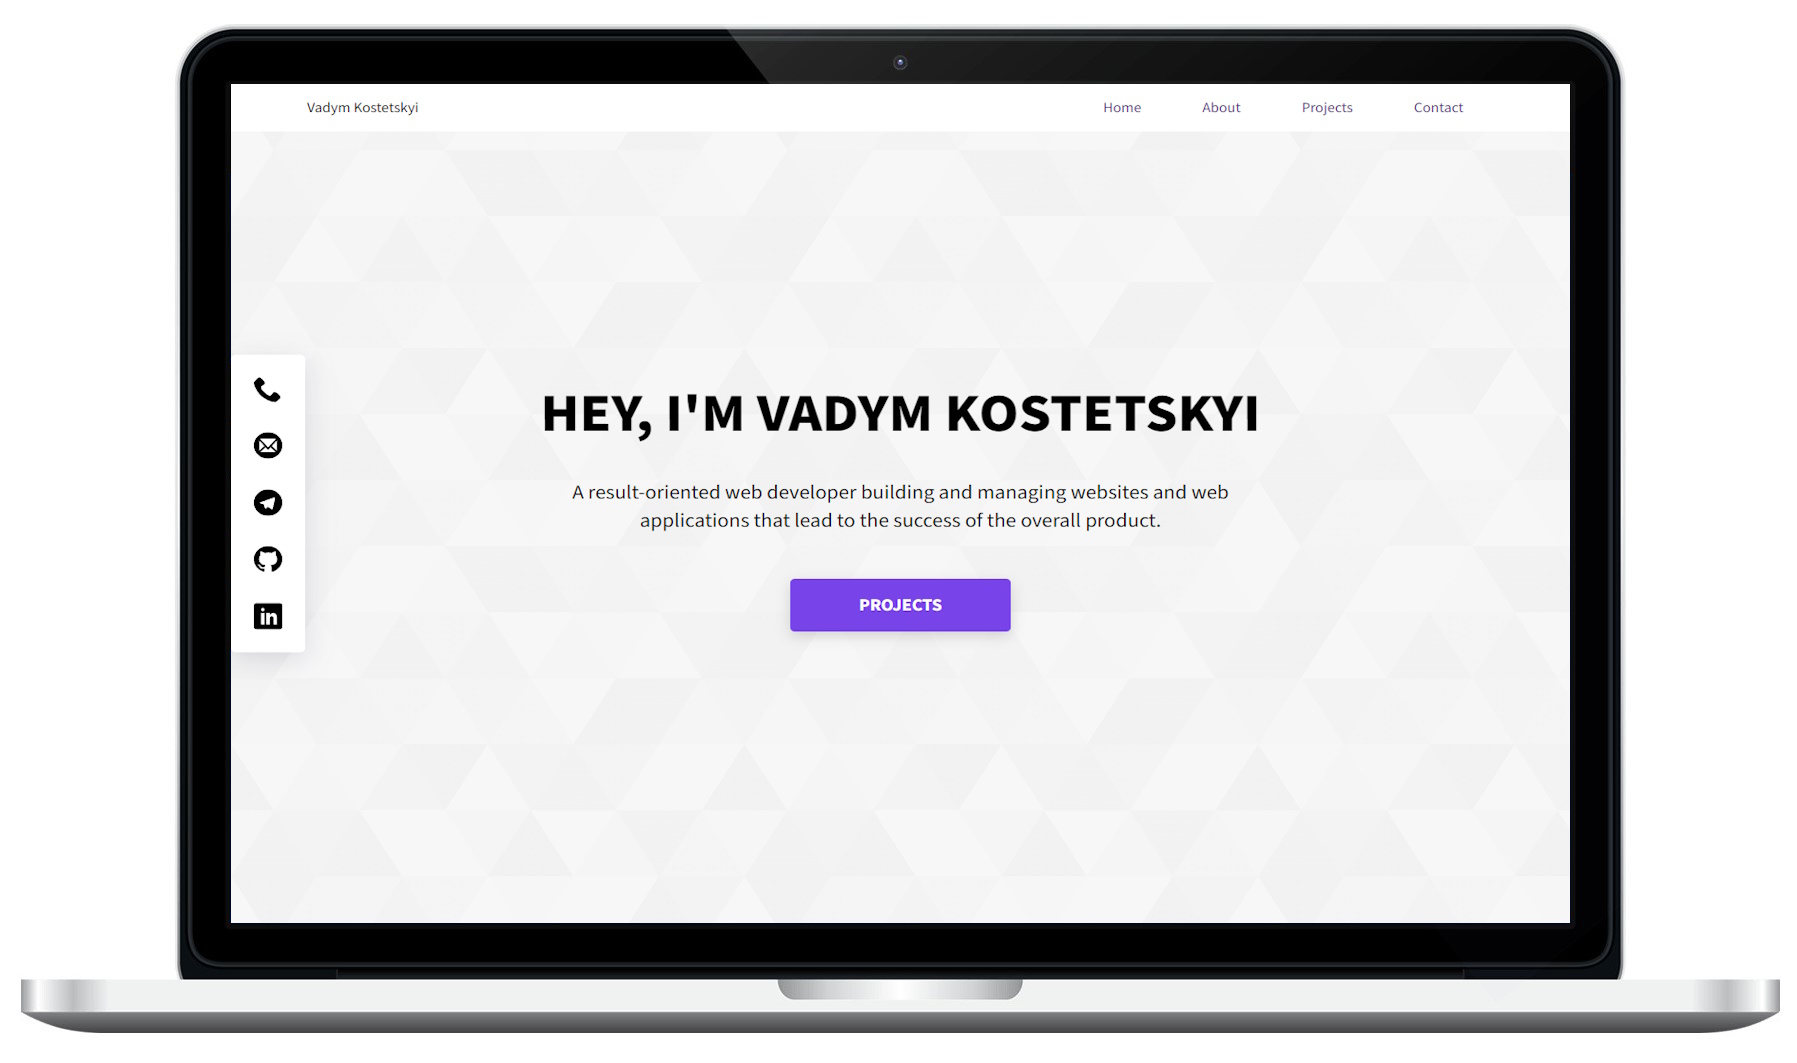 Vadym Kostetskyi
Home About Projects Contact
HEY, I'M VADYM KOSTETSKYI
A result-oriented web developer building and managing websites and web
applications that lead to the success of the overall product.
PROJECTS
in